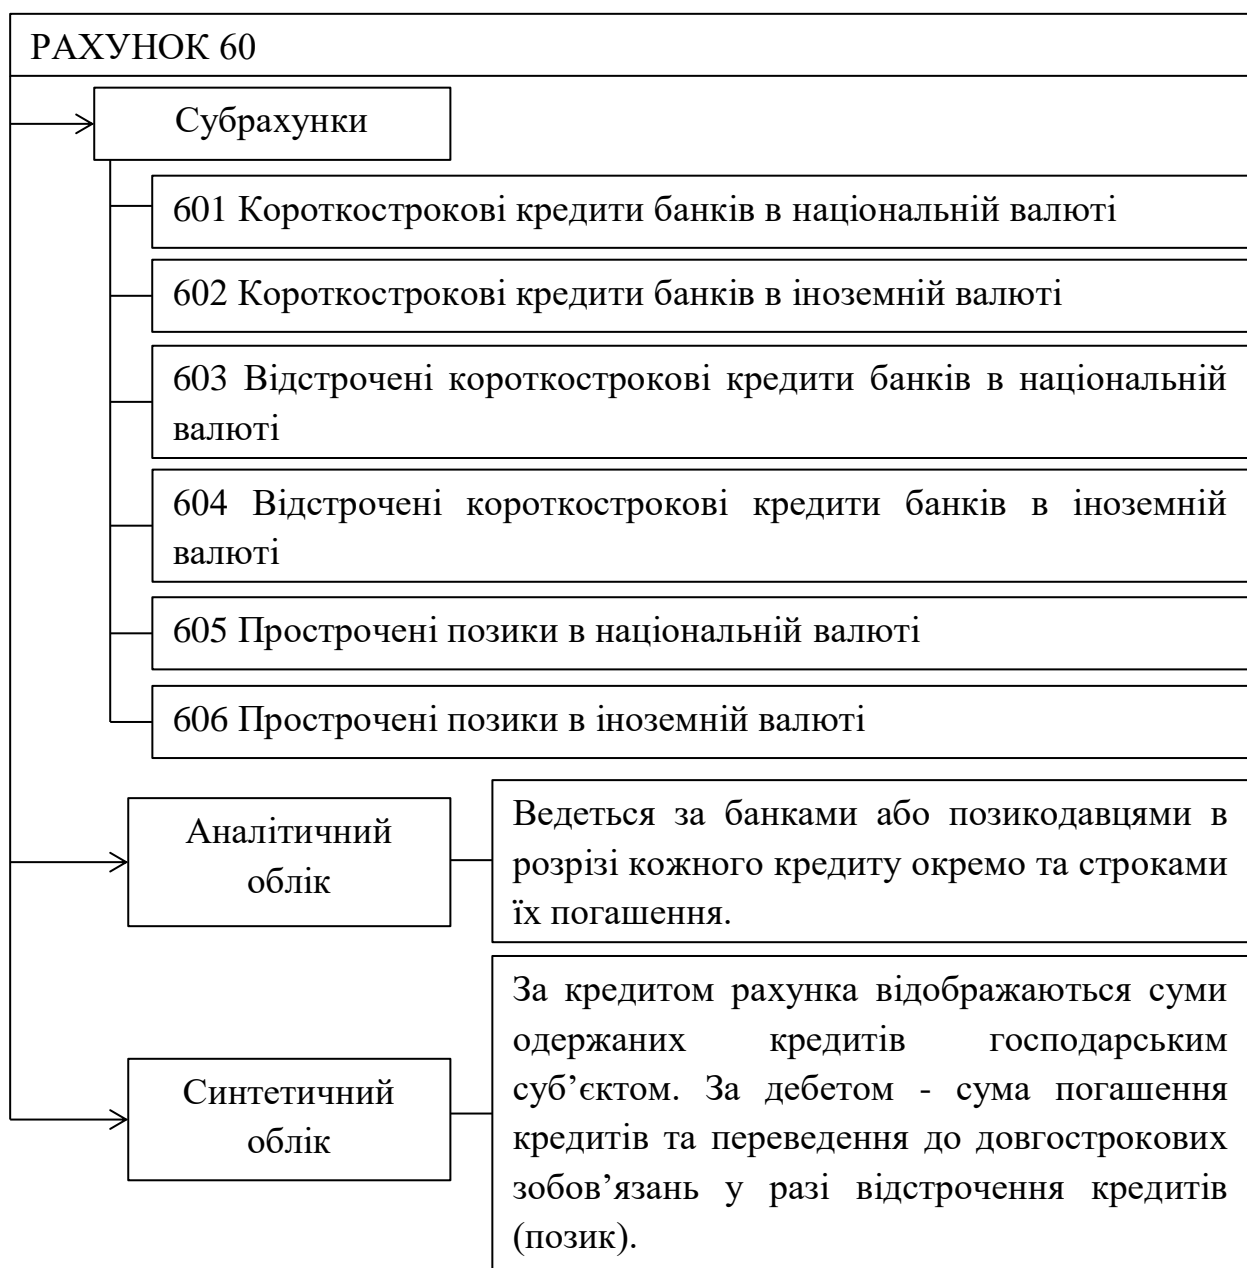 РАХУНОК 60
Субрахунки
601 Короткострокові кредити банків в національній валюті
602 Короткострокові кредити банків в іноземній валюті
603 Відстрочені короткострокові кредити банків в національній
валюті
604 Відстрочені короткострокові кредити банків в іноземній
валюті
605 Прострочені позики в національній валюті
606 Прострочені позики в іноземній валюті
Аналітичний
облік
Ведеться за банками або позикодавцями в
розрізі кожного кредиту окремо та строками
їх погашення.
Синтетичний
облік
За кредитом рахунка відображаються суми
одержаних кредитів господарським
суб’єктом. За дебетом - сума погашення
кредитів та переведення до довгострокових
зобов’язань у разі відстрочення кредитів
(позик).